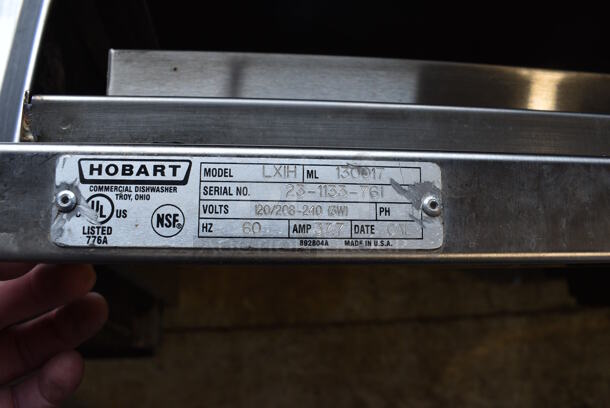 HOBART
COMMERCIAL DISHWASHER
TROY, OHIO
UL US
LISTED
776A
NSF
MODEL LXIH ML 130017
SERIAL NO. 23-1133-761
VOLTS 120/208-240 (3W) PH
HZ 60 AMP DATE
892804A MADE IN U.S.A.